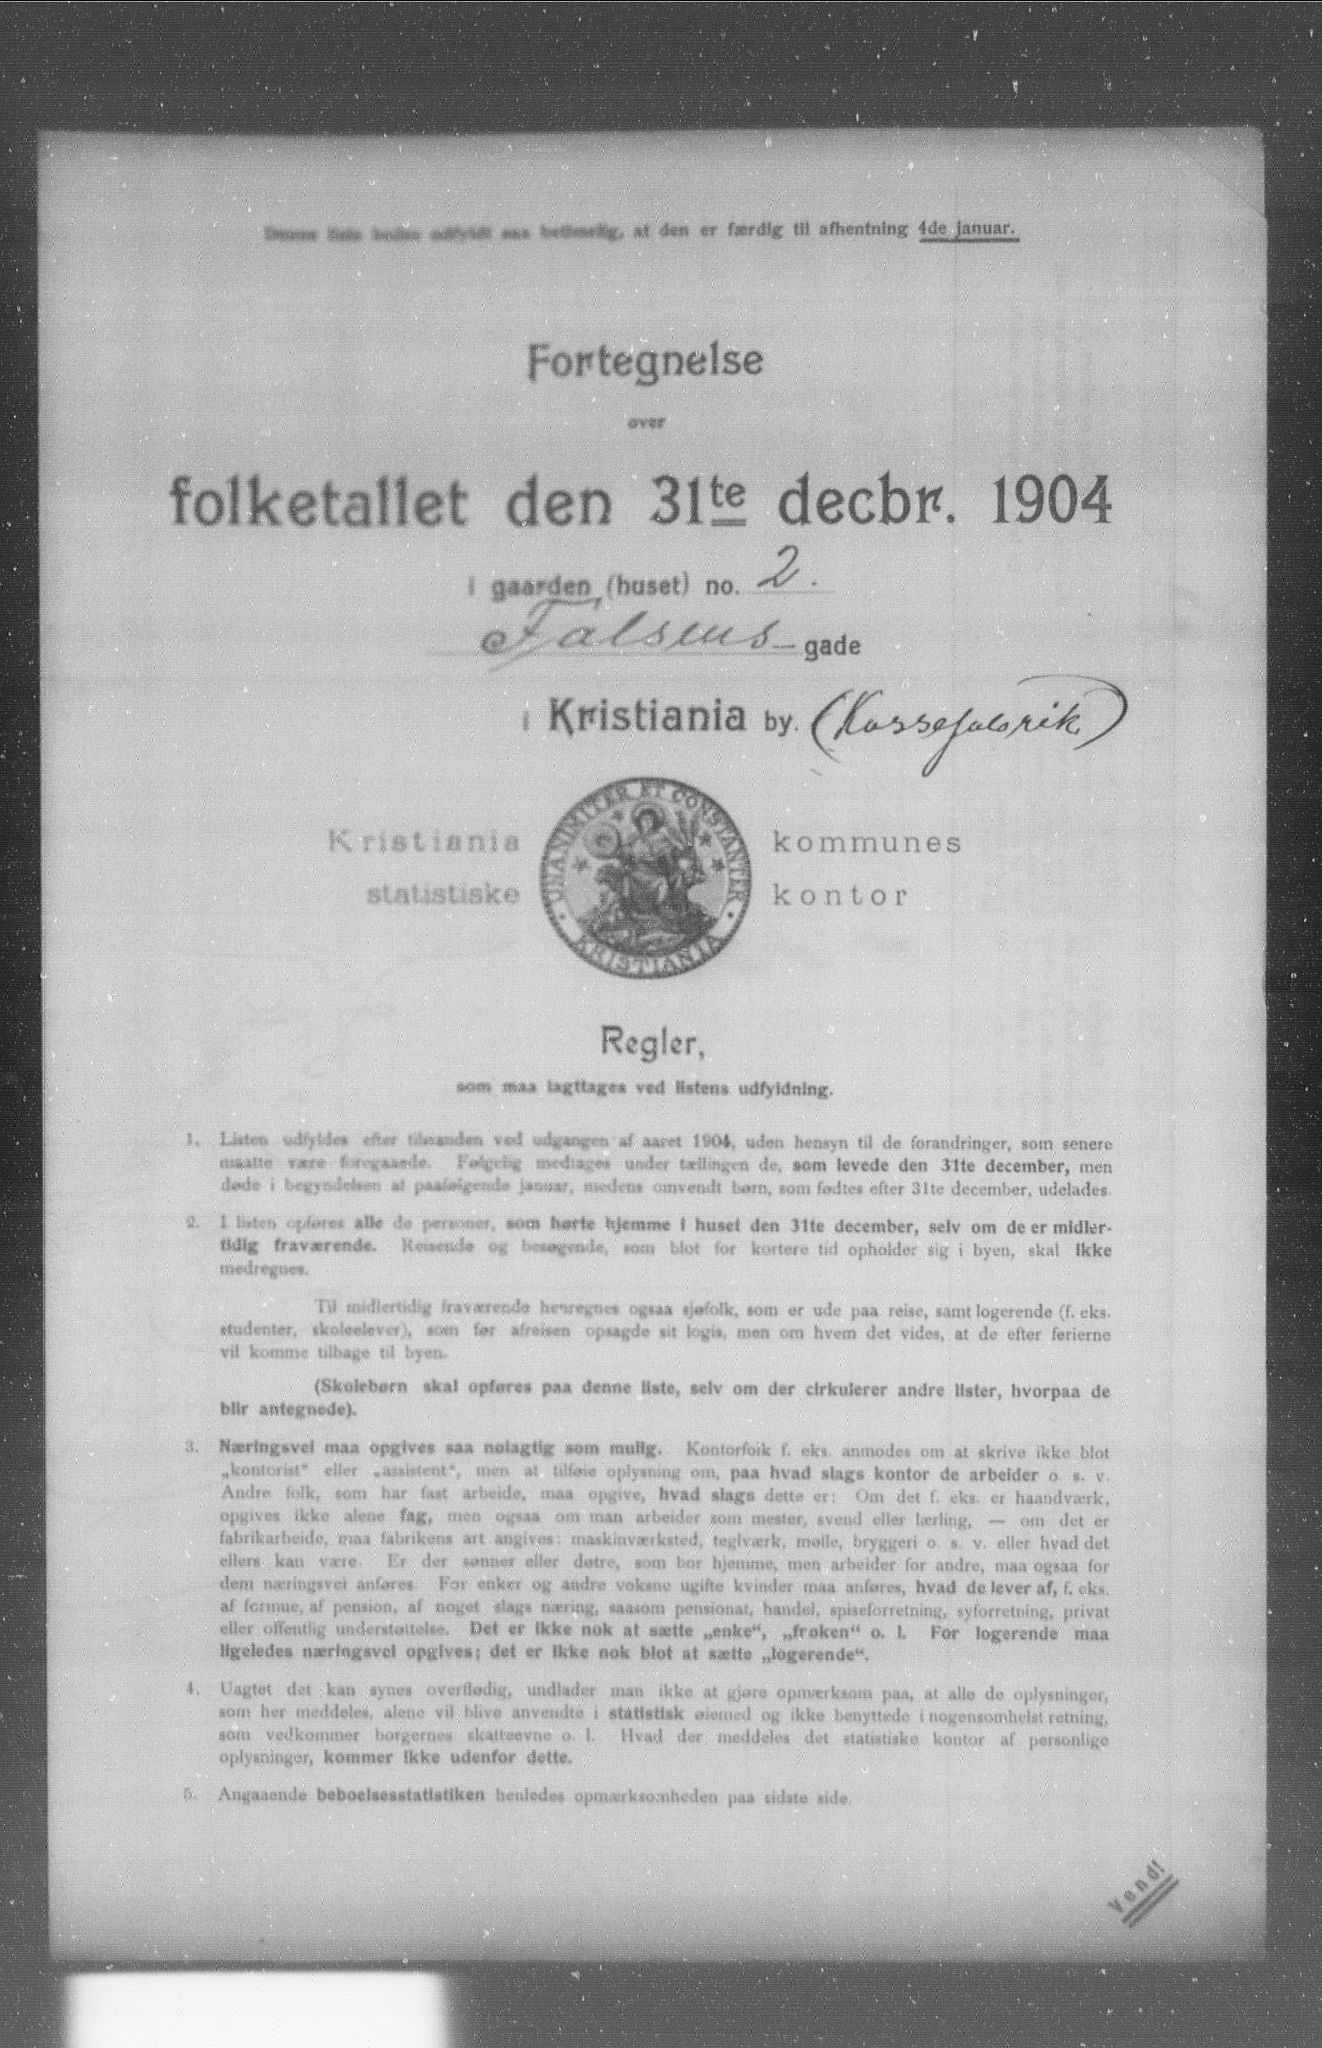 Denne liste bedes udfyldt saa betimelig, at den er færdig til afhentning 4de januar.
Fortegnelse
over
folketallet den 31te decbr. 1904
i gaarden (huset) no. 2.
Falsens-gade
i Kristiania by. (Kassefabrik)
Kristiania kommunes
statistiske kontor
UNANIMITER ET CONSTANTER
KRISTIANIA
Regler,
som maa iagttages ved listens udfyldning.
1. Listen udfyldes efter tilstanden ved udgangen af aaret 1904, uden hensyn til de forandringer, som senere
maatte være foregaaede. Følgelig medtages under tællingen de, som levede den 31te december, men
døde i begyndelsen af paafølgende januar, medens omvendt børn, som fødtes efter 31te december, udelades.
2. I listen opføres alle de personer, som hørte hjemme i huset den 31te december, selv om de er midler-
tidig fraværende. Reisende og besøgende, som blot for kortere tid opholder sig i byen, skal ikke
medregnes.
Til midlertidig fraværende henregnes ogsaa sjøfolk, som er ude paa reise, samt logerende (f. eks.
studenter, skoleelever), som før afreisen opsagde sit logis, men om hvem det vides, at de efter ferierne
vil komme tilbage til byen.
(Skolebørn skal opføres paa denne liste, selv om der cirkulerer andre lister, hvorpaa de
blir antegnede).
3. Næringsvei maa opgives saa nøiagtig som mulig. Kontorfolk f. eks. anmodes om at skrive ikke blot
„kontorist“ eller „assistent“, men at tilføie oplysning om, paa hvad slags kontor de arbeider o. s. v.
Andre folk, som har fast arbeide, maa opgive, hvad slags dette er: Om det f. eks. er haandværk,
opgives ikke alene fag, men ogsaa om man arbeider som mester, svend eller lærling, — om det er
fabrikarbeide, maa fabrikens art angives: maskinværksted, teglværk, mølle, bryggeri o. s. v. eller hvad det
ellers kan være. Er der sønner eller døtre, som bor hjemme, men arbeider for andre, maa ogsaa for
dem næringsvei anføres. For enker og andre voksne ugifte kvinder maa anføres, hvad de lever af, f. eks.
af formue, af pension, af noget slags næring, saasom pensionat, handel, spiseforretning, syforretning, privat
eller offentlig understøttelse. Det er ikke nok at sætte „enke“, „frøken“ o. l. For logerende maa
ligeledes næringsvei opgives; det er ikke nok blot at sætte „logerende“.
4. Uagtet det kan synes overflødig, undlader man ikke at gjøre opmærksom paa, at alle de oplysninger,
som her meddeles, alene vil blive anvendte i statistisk øiemed og ikke benyttede i nogensomhelst retning,
som vedkommer borgernes skatteevne o. l. Hvad der meddeles det statistiske kontor af personlige
oplysninger, kommer ikke udenfor dette.
5. Angaaende beboelsesstatistiken henledes opmærksomheden paa sidste side.
Vend!